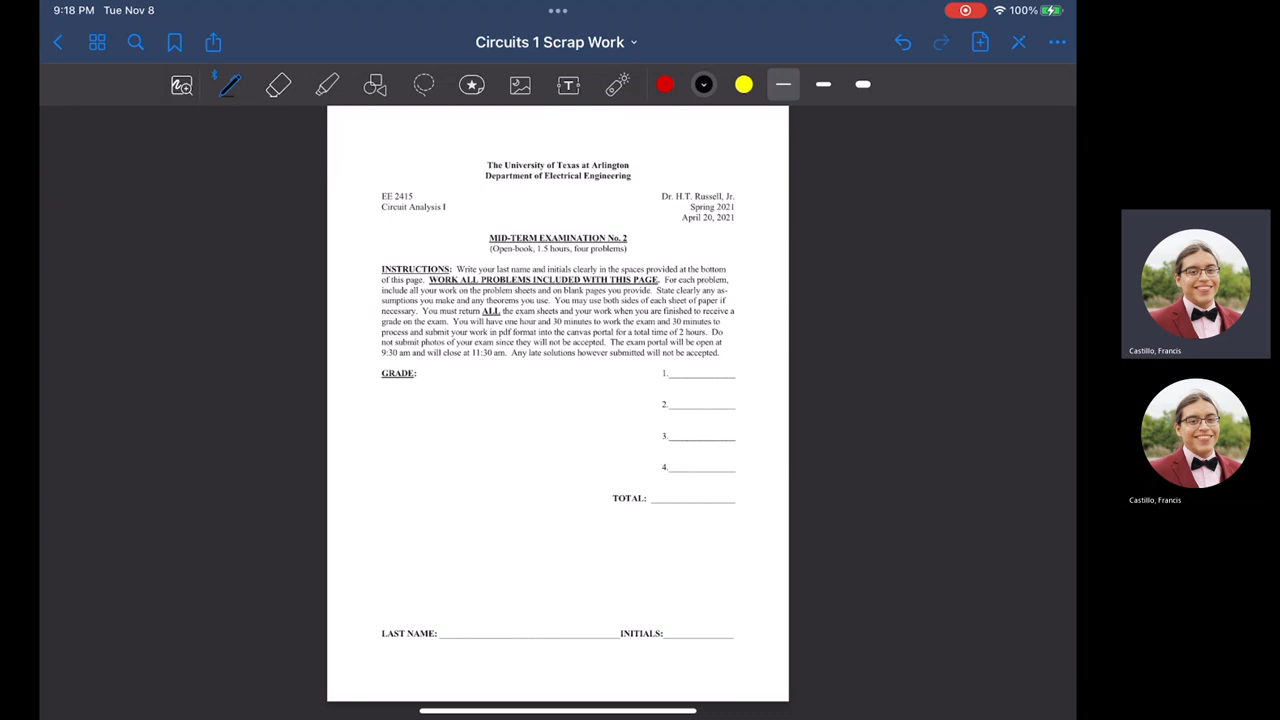 9:18 PM Tue Nov 8
100%
Circuits 1 Scrap Work
T
The University of Texas at Arlington
Department of Electrical Engineering
EE 2415
Circuit Analysis I
Dr. H.T. Russell, Jr.
Spring 2021
April 20, 2021
MID-TERM EXAMINATION No. 2
(Open-book, 1.5 hours, four problems)
INSTRUCTIONS: Write your last name and initials clearly in the spaces provided at the bottom
of this page. WORK ALL PROBLEMS INCLUDED WITH THIS PAGE. For each problem,
include all your work on the problem sheets and on blank pages you provide. State clearly any as-
sumptions you make and any theorems you use. You may use both sides of each sheet of paper if
necessary. You must return ALL the exam sheets and your work when you are finished to receive a
grade on the exam. You will have one hour and 30 minutes to work the exam and 30 minutes to
process and submit your work in pdf format into the canvas portal for a total time of 2 hours. Do
not submit photos of your exam since they will not be accepted. The exam portal will be open at
9:30 am and will close at 11:30 am. Any late solutions however submitted will not be accepted.
GRADE: 1.
2.
3.
4.
TOTAL:
LAST NAME: INITIALS:
Castillo, Francis
Castillo, Francis